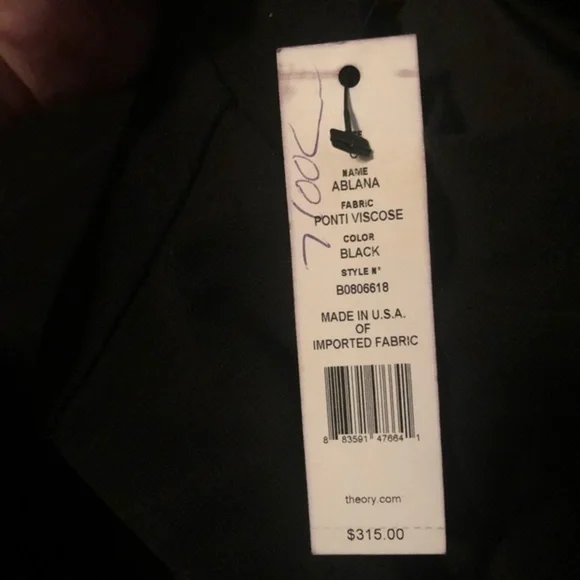 NAME
ABLANA
FABRIC
PONTI VISCOSE
COLOR
BLACK
STYLE N°
B0806618
MADE IN U.S.A.
OF
IMPORTED FABRIC
8 83591 47664 1
theory.com
$315.00